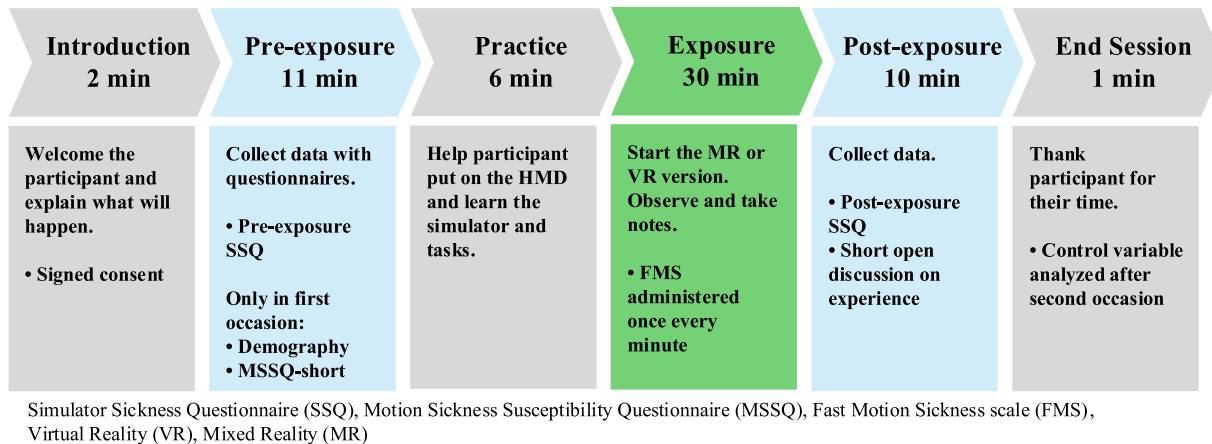 Introduction
2 min
Pre-exposure
11 min
Practice
6 min
Exposure
30 min
Post-exposure
10 min
End Session
1 min
Welcome the
participant and
explain what will
happen.
• Signed consent
Collect data with
questionnaires.
• Pre-exposure
SSQ
Only in first
occasion:
• Demography
• MSSQ-short
Help participant
put on the HMD
and learn the
simulator and
tasks.
Start the MR or
VR version.
Observe and take
notes.
• FMS
administered
once every
minute
Collect data.
• Post-exposure
SSQ
• Short open
discussion on
experience
Thank
participant for
their time.
• Control variable
analyzed after
second occasion
Simulator Sickness Questionnaire (SSQ), Motion Sickness Susceptibility Questionnaire (MSSQ), Fast Motion Sickness scale (FMS),
Virtual Reality (VR), Mixed Reality (MR)